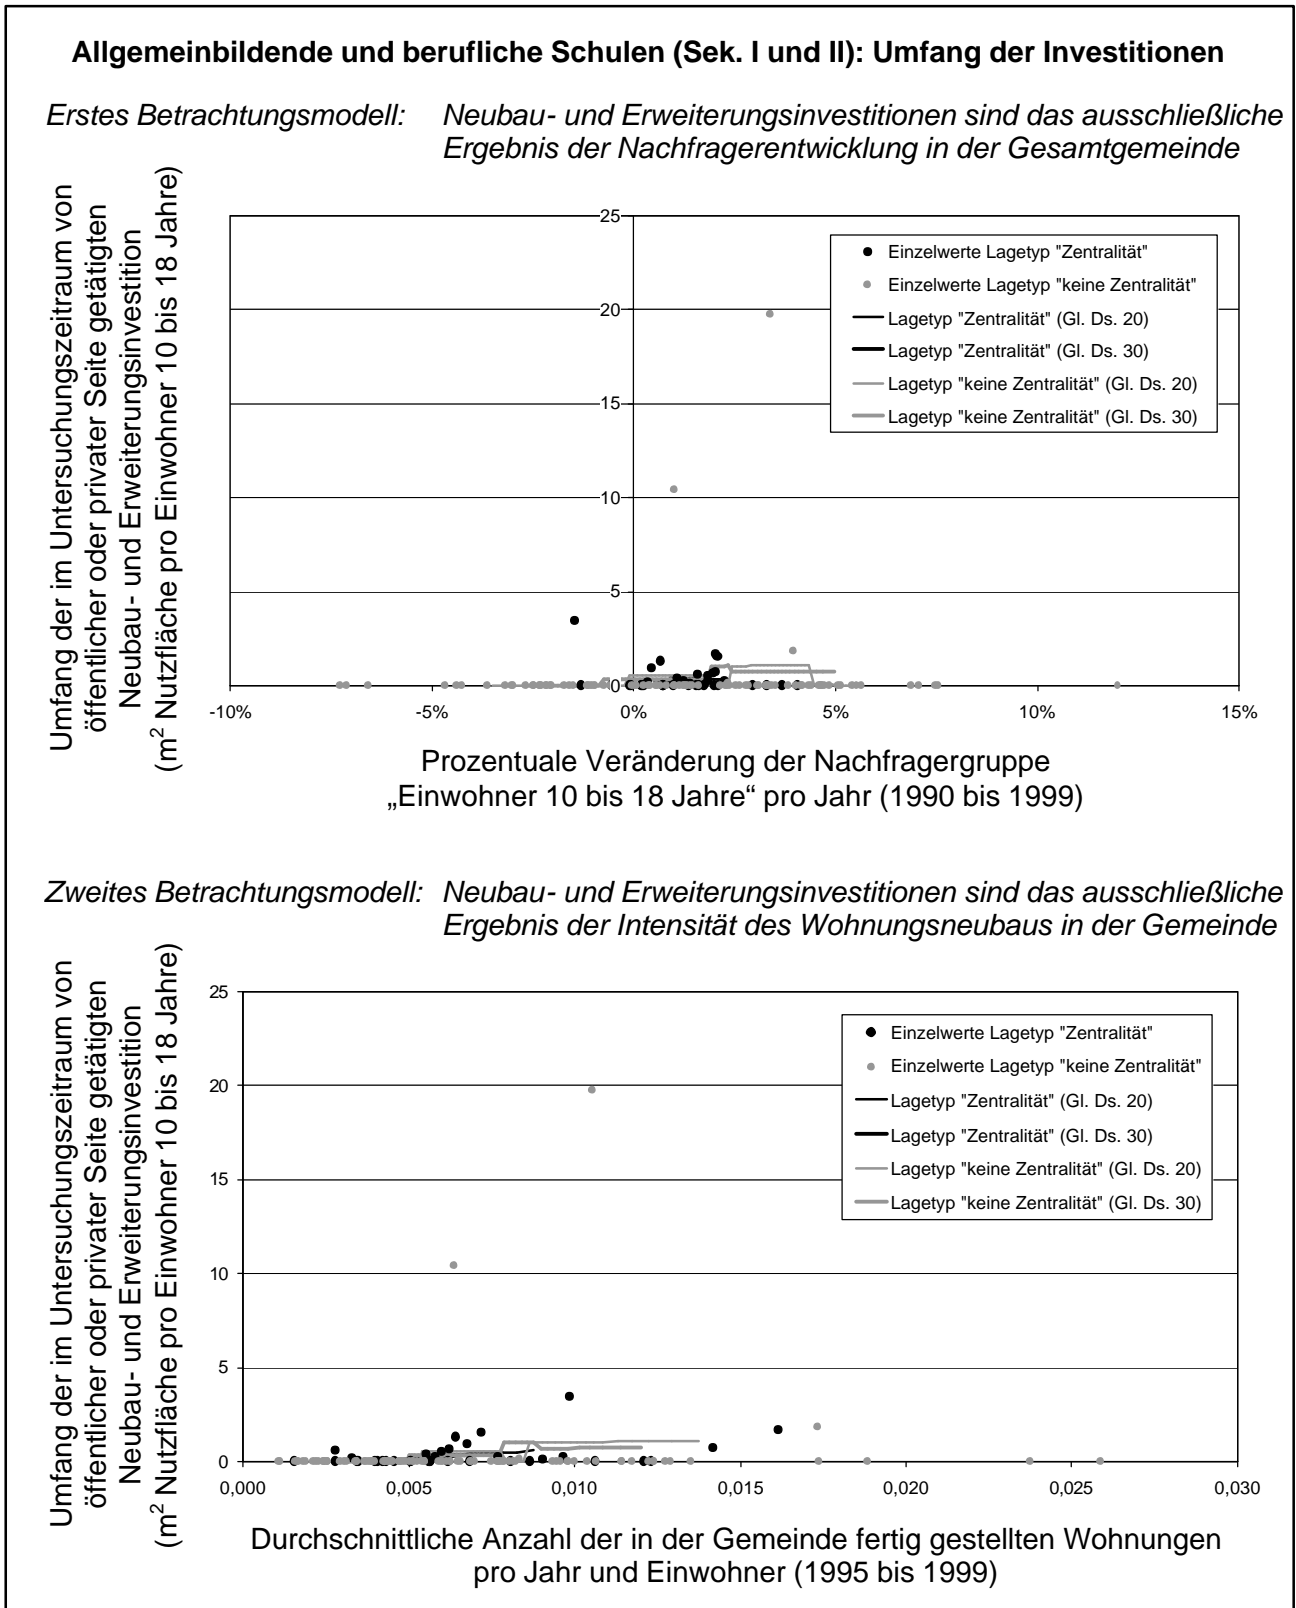 Allgemeinbildende und berufliche Schulen (Sek. I und II): Umfang der Investitionen
Erstes Betrachtungsmodell: Neubau- und Erweiterungsinvestitionen sind das ausschließliche
Ergebnis der Nachfragerentwicklung in der Gesamtgemeinde
Umfang der im Untersuchungszeitraum von
öffentlicher oder privater Seite getätigten
Neubau- und Erweiterungsinvestition
(m² Nutzfläche pro Einwohner 10 bis 18 Jahre)
25
20
15
10
5
0
Einzelwerte Lagetyp "Zentralität"
Einzelwerte Lagetyp "keine Zentralität"
Lagetyp "Zentralität" (Gl. Ds. 20)
Lagetyp "Zentralität" (Gl. Ds. 30)
Lagetyp "keine Zentralität" (Gl. Ds. 20)
Lagetyp "keine Zentralität" (Gl. Ds. 30)
-10% -5% 0% 5% 10% 15%
Prozentuale Veränderung der Nachfragergruppe
„Einwohner 10 bis 18 Jahre“ pro Jahr (1990 bis 1999)
Zweites Betrachtungsmodell: Neubau- und Erweiterungsinvestitionen sind das ausschließliche
Ergebnis der Intensität des Wohnungsneubaus in der Gemeinde
Umfang der im Untersuchungszeitraum von
öffentlicher oder privater Seite getätigten
Neubau- und Erweiterungsinvestition
(m² Nutzfläche pro Einwohner 10 bis 18 Jahre)
25
20
15
10
5
0
Einzelwerte Lagetyp "Zentralität"
Einzelwerte Lagetyp "keine Zentralität"
Lagetyp "Zentralität" (Gl. Ds. 20)
Lagetyp "Zentralität" (Gl. Ds. 30)
Lagetyp "keine Zentralität" (Gl. Ds. 20)
Lagetyp "keine Zentralität" (Gl. Ds. 30)
0,000 0,005 0,010 0,015 0,020 0,025 0,030
Durchschnittliche Anzahl der in der Gemeinde fertig gestellten Wohnungen
pro Jahr und Einwohner (1995 bis 1999)